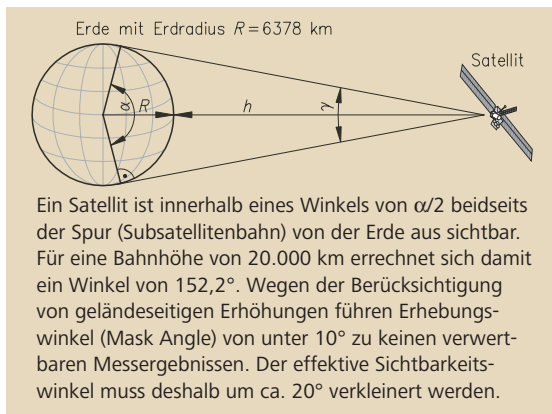 Erde mit Erdradius R = 6378 km
Satellit
α
R
h
γ
Ein Satellit ist innerhalb eines Winkels von α/2 beidseits
der Spur (Subsatellitenbahn) von der Erde aus sichtbar.
Für eine Bahnhöhe von 20.000 km errechnet sich damit
ein Winkel von 152,2°. Wegen der Berücksichtigung
von geländeseitigen Erhöhungen führen Erhebungs-
winkel (Mask Angle) von unter 10° zu keinen verwert-
baren Messergebnissen. Der effektive Sichtbarkeits-
winkel muss deshalb um ca. 20° verkleinert werden.